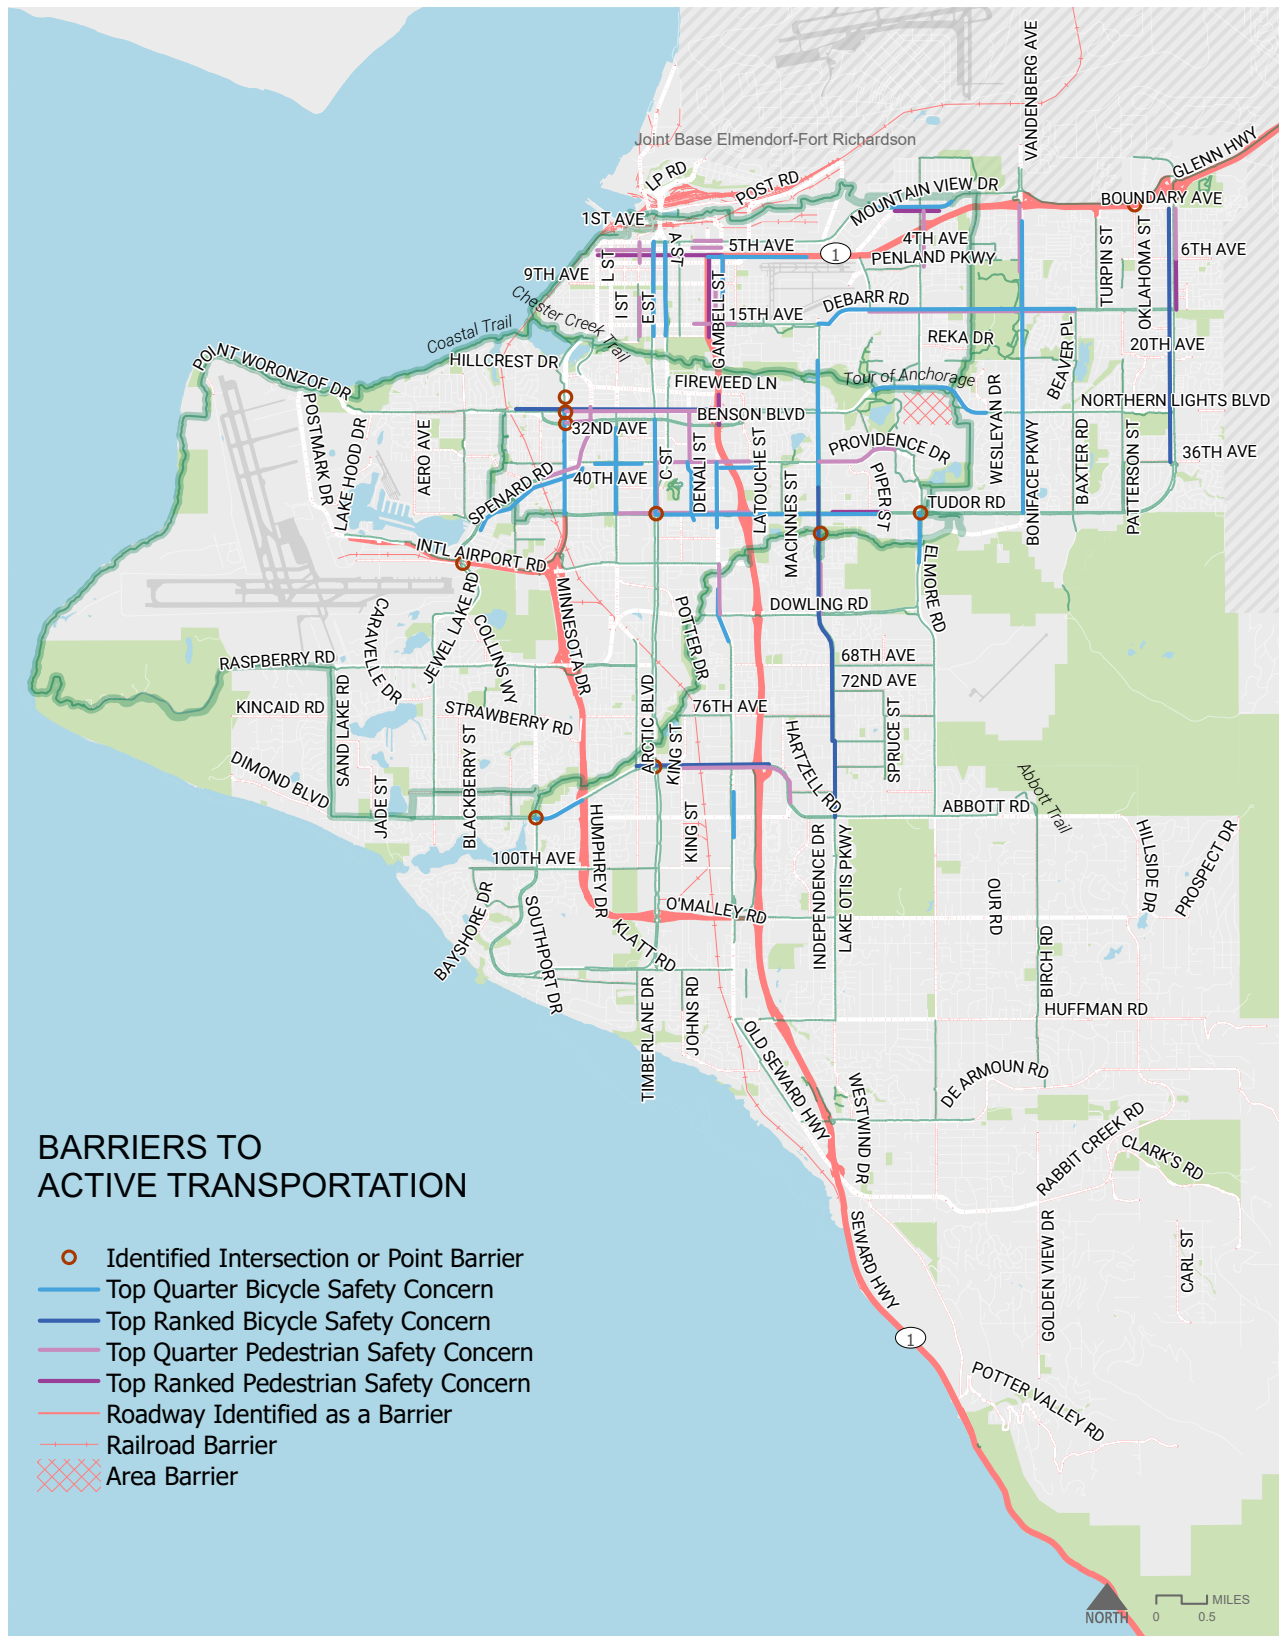 VANDENBERG AVE
Joint Base Elmendorf-Fort Richardson
GLENN HWY
LP RD
POST RD
MOUNTAIN VIEW DR
BOUNDARY AVE
1ST AVE
A ST
5TH AVE
1
4TH AVE
PENLAND PKWY
TURPIN ST
OKLAHOMA ST
6TH AVE
9TH AVE
L ST
I ST
E ST
GAMBELL ST
15TH AVE
DEBARR RD
Chester Creek Trail
Coastal Trail
REKA DR
BEAVER PL
20TH AVE
POINT WORONZOF DR
HILLCREST DR
FIREWEED LN
Tour of Anchorage
NORTHERN LIGHTS BLVD
POSTMARK DR
LAKE HOOD DR
AERO AVE
32ND AVE
BENSON BLVD
WESLEYAN DR
BONIFACE PKWY
BAXTER RD
PATTERSON ST
36TH AVE
PROVIDENCE DR
PIPER ST
SPENARD RD
40TH AVE
C ST
DENALI ST
LATOUCHE ST
MACINNES ST
TUDOR RD
INTL AIRPORT RD
ELMORE RD
MINNESOTA DR
DOWLING RD
CARAVELLE DR
JEWEL LAKE RD
COLLINS WY
POTTER DR
RASPBERRY RD
68TH AVE
72ND AVE
KINCAID RD
SAND LAKE RD
STRAWBERRY RD
ARCTIC BLVD
KING ST
76TH AVE
HARTZELL RD
SPRUCE ST
DIMOND BLVD
JADE ST
BLACKBERRY ST
HUMPHREY DR
KING ST
ABBOTT RD
Abbott Trail
100TH AVE
INDEPENDENCE DR
LAKE OTIS PKWY
HILLSIDE DR
PROSPECT DR
OUR RD
BAYSHORE DR
SOUTHPORT DR
O'MALLEY RD
KLATT RD
BIRCH RD
TIMBERLANE DR
JOHNS RD
HUFFMAN RD
OLD SEWARD HWY
WESTWIND DR
DE ARMOUN RD
RABBIT CREEK RD
CLARK'S RD
SEWARD HWY
GOLDEN VIEW DR
CARL ST
1
POTTER VALLEY RD
BARRIERS TO
ACTIVE TRANSPORTATION
Identified Intersection or Point Barrier
Top Quarter Bicycle Safety Concern
Top Ranked Bicycle Safety Concern
Top Quarter Pedestrian Safety Concern
Top Ranked Pedestrian Safety Concern
Roadway Identified as a Barrier
Railroad Barrier
Area Barrier
NORTH
MILES
0 0.5